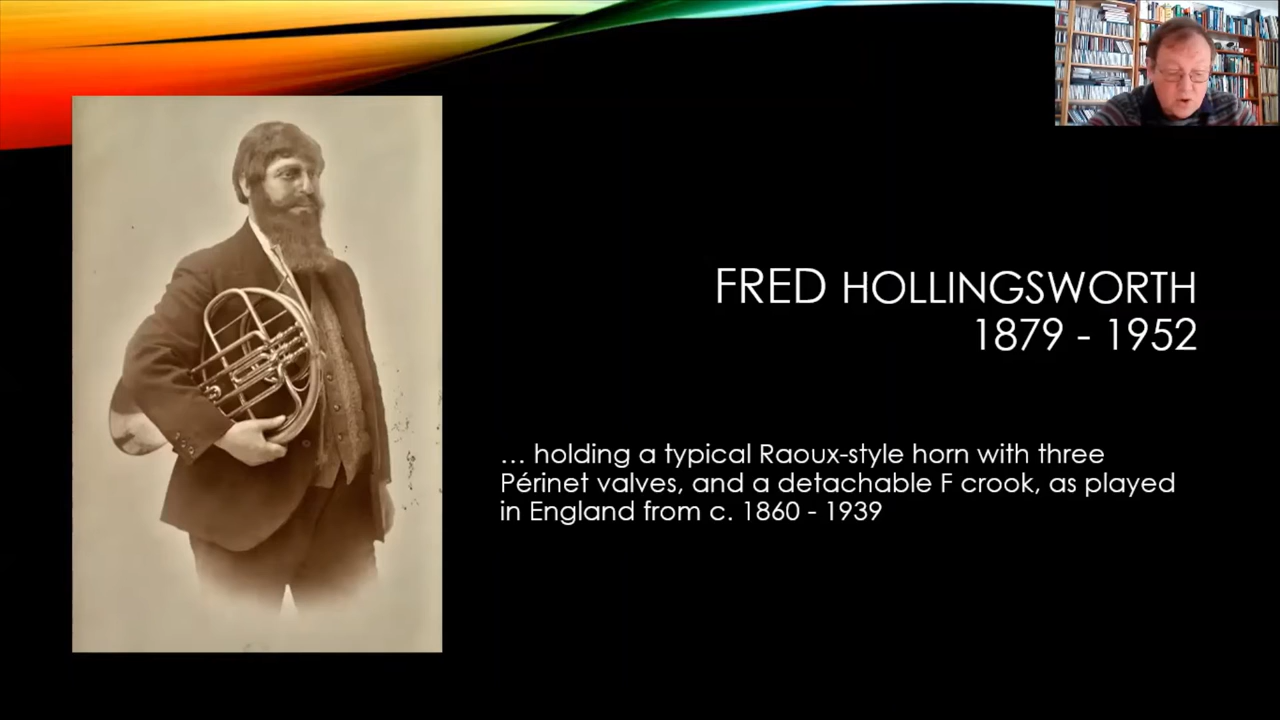 FRED HOLLINGSWORTH
1879 - 1952
... holding a typical Raoux-style horn with three
Périnet valves, and a detachable F crook, as played
in England from c. 1860 - 1939